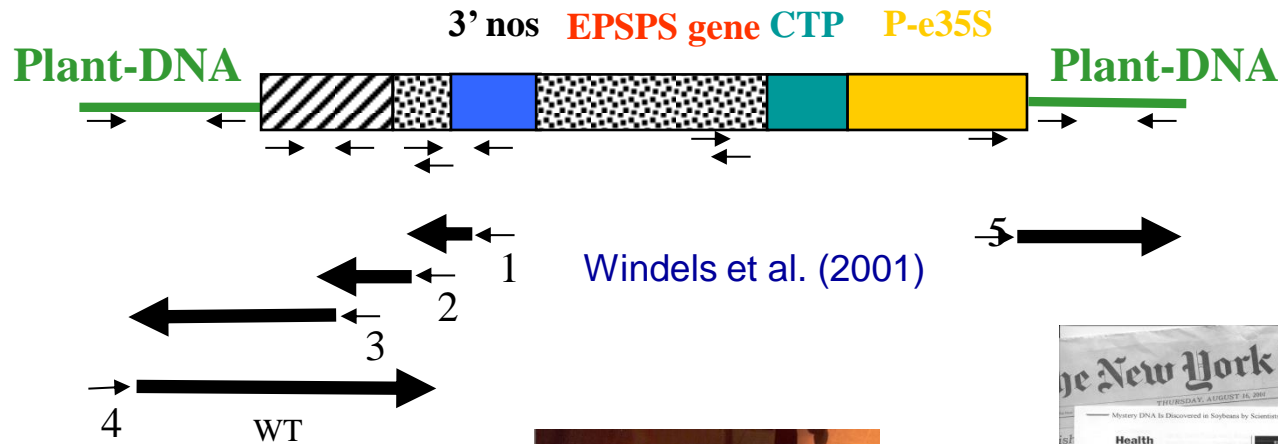 3’ nos EPSPS gene CTP P-e35S
Plant-DNA Plant-DNA
1
5
Windels et al. (2001)
2
3
4
WT
he New York
THURSDAY, AUGUST 16, 2001
Mystery DNA Is Discovered in Soybeans by Scientists
Health